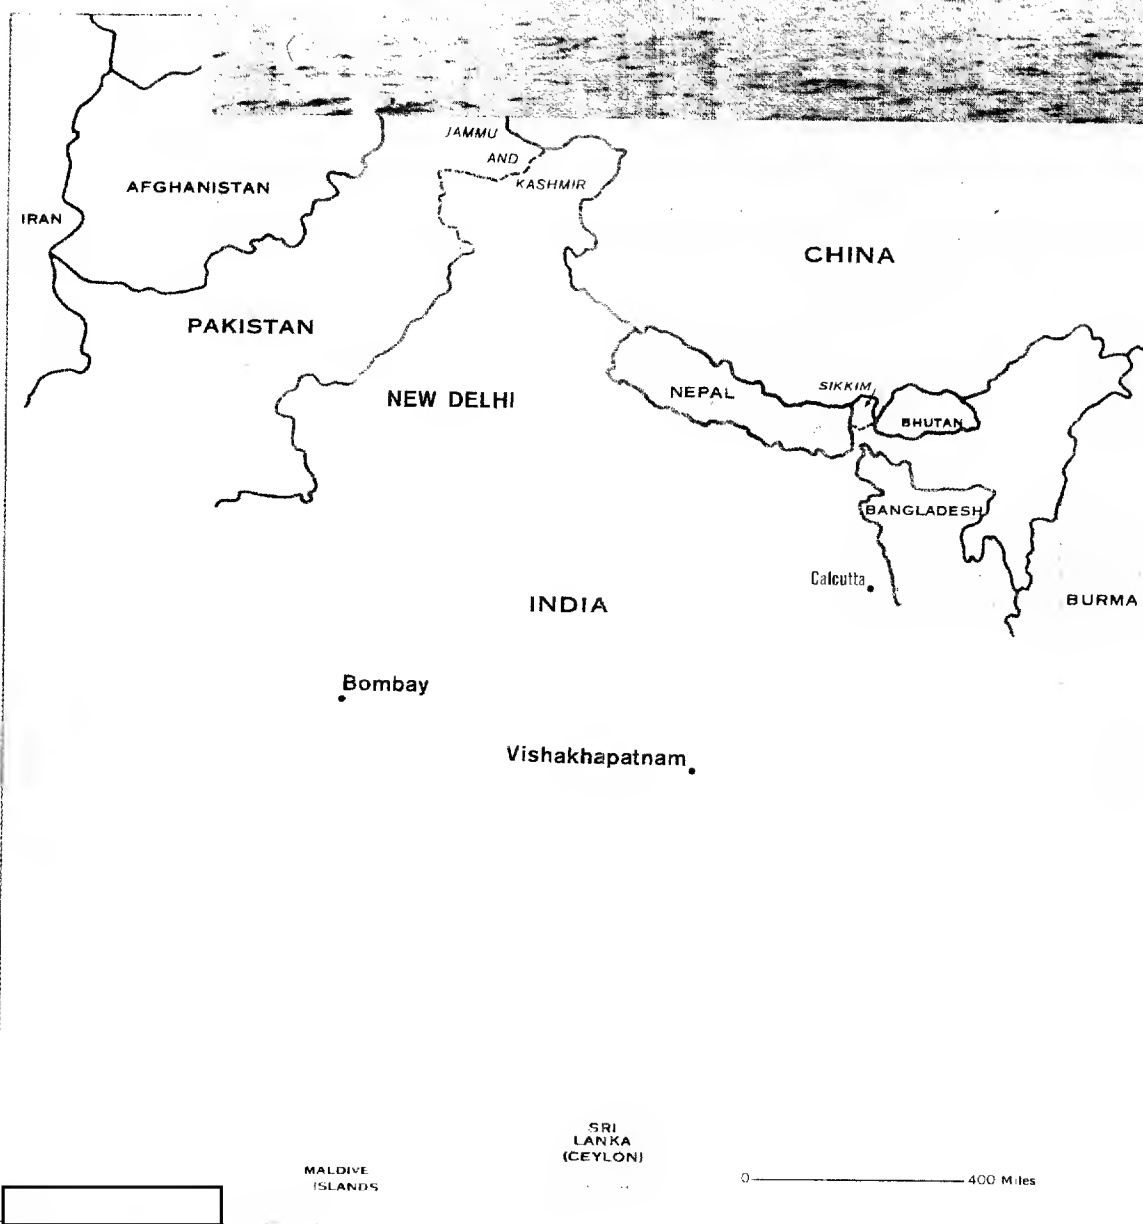 JAMMU
AND
KASHMIR
AFGHANISTAN
IRAN
CHINA
PAKISTAN
NEW DELHI
NEPAL
SIKKIM
BHUTAN
BANGLADESH
Calcutta
INDIA
BURMA
Bombay
Vishakhapatnam
SRI
LANKA
(CEYLON)
MALDIVE
ISLANDS
0 400 Miles